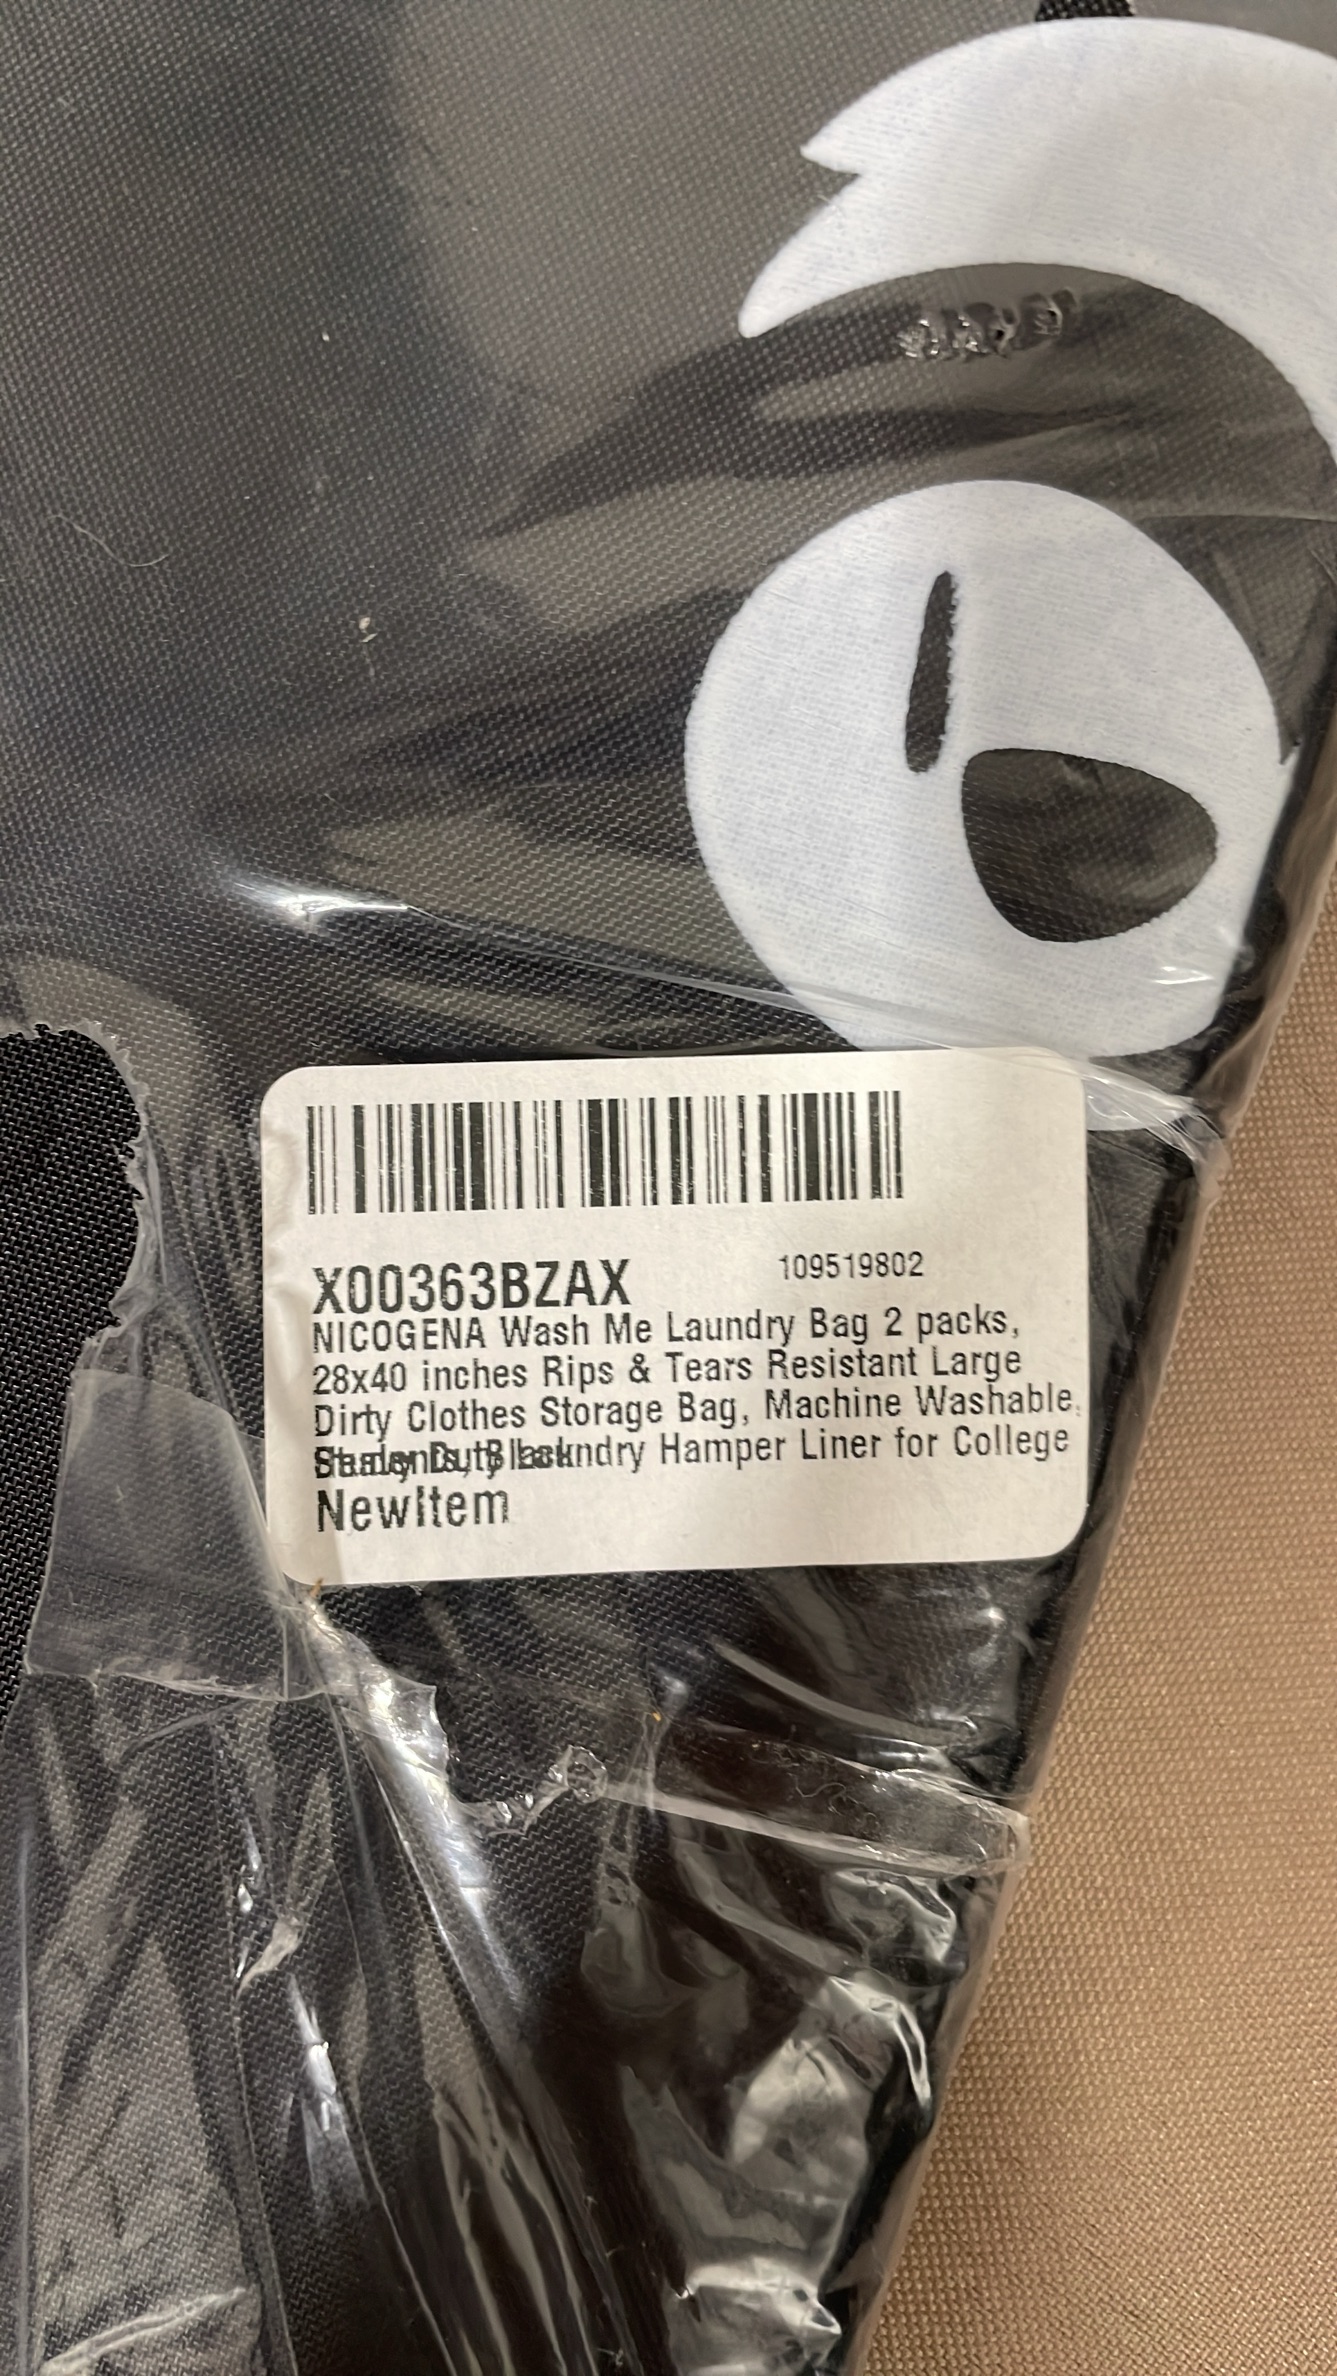 X00363BZAX 109519802
NICOGENA Wash Me Laundry Bag 2 packs,
28x40 inches Rips & Tears Resistant Large
Dirty Clothes Storage Bag, Machine Washable,
Hamper Liner for College
NewItem